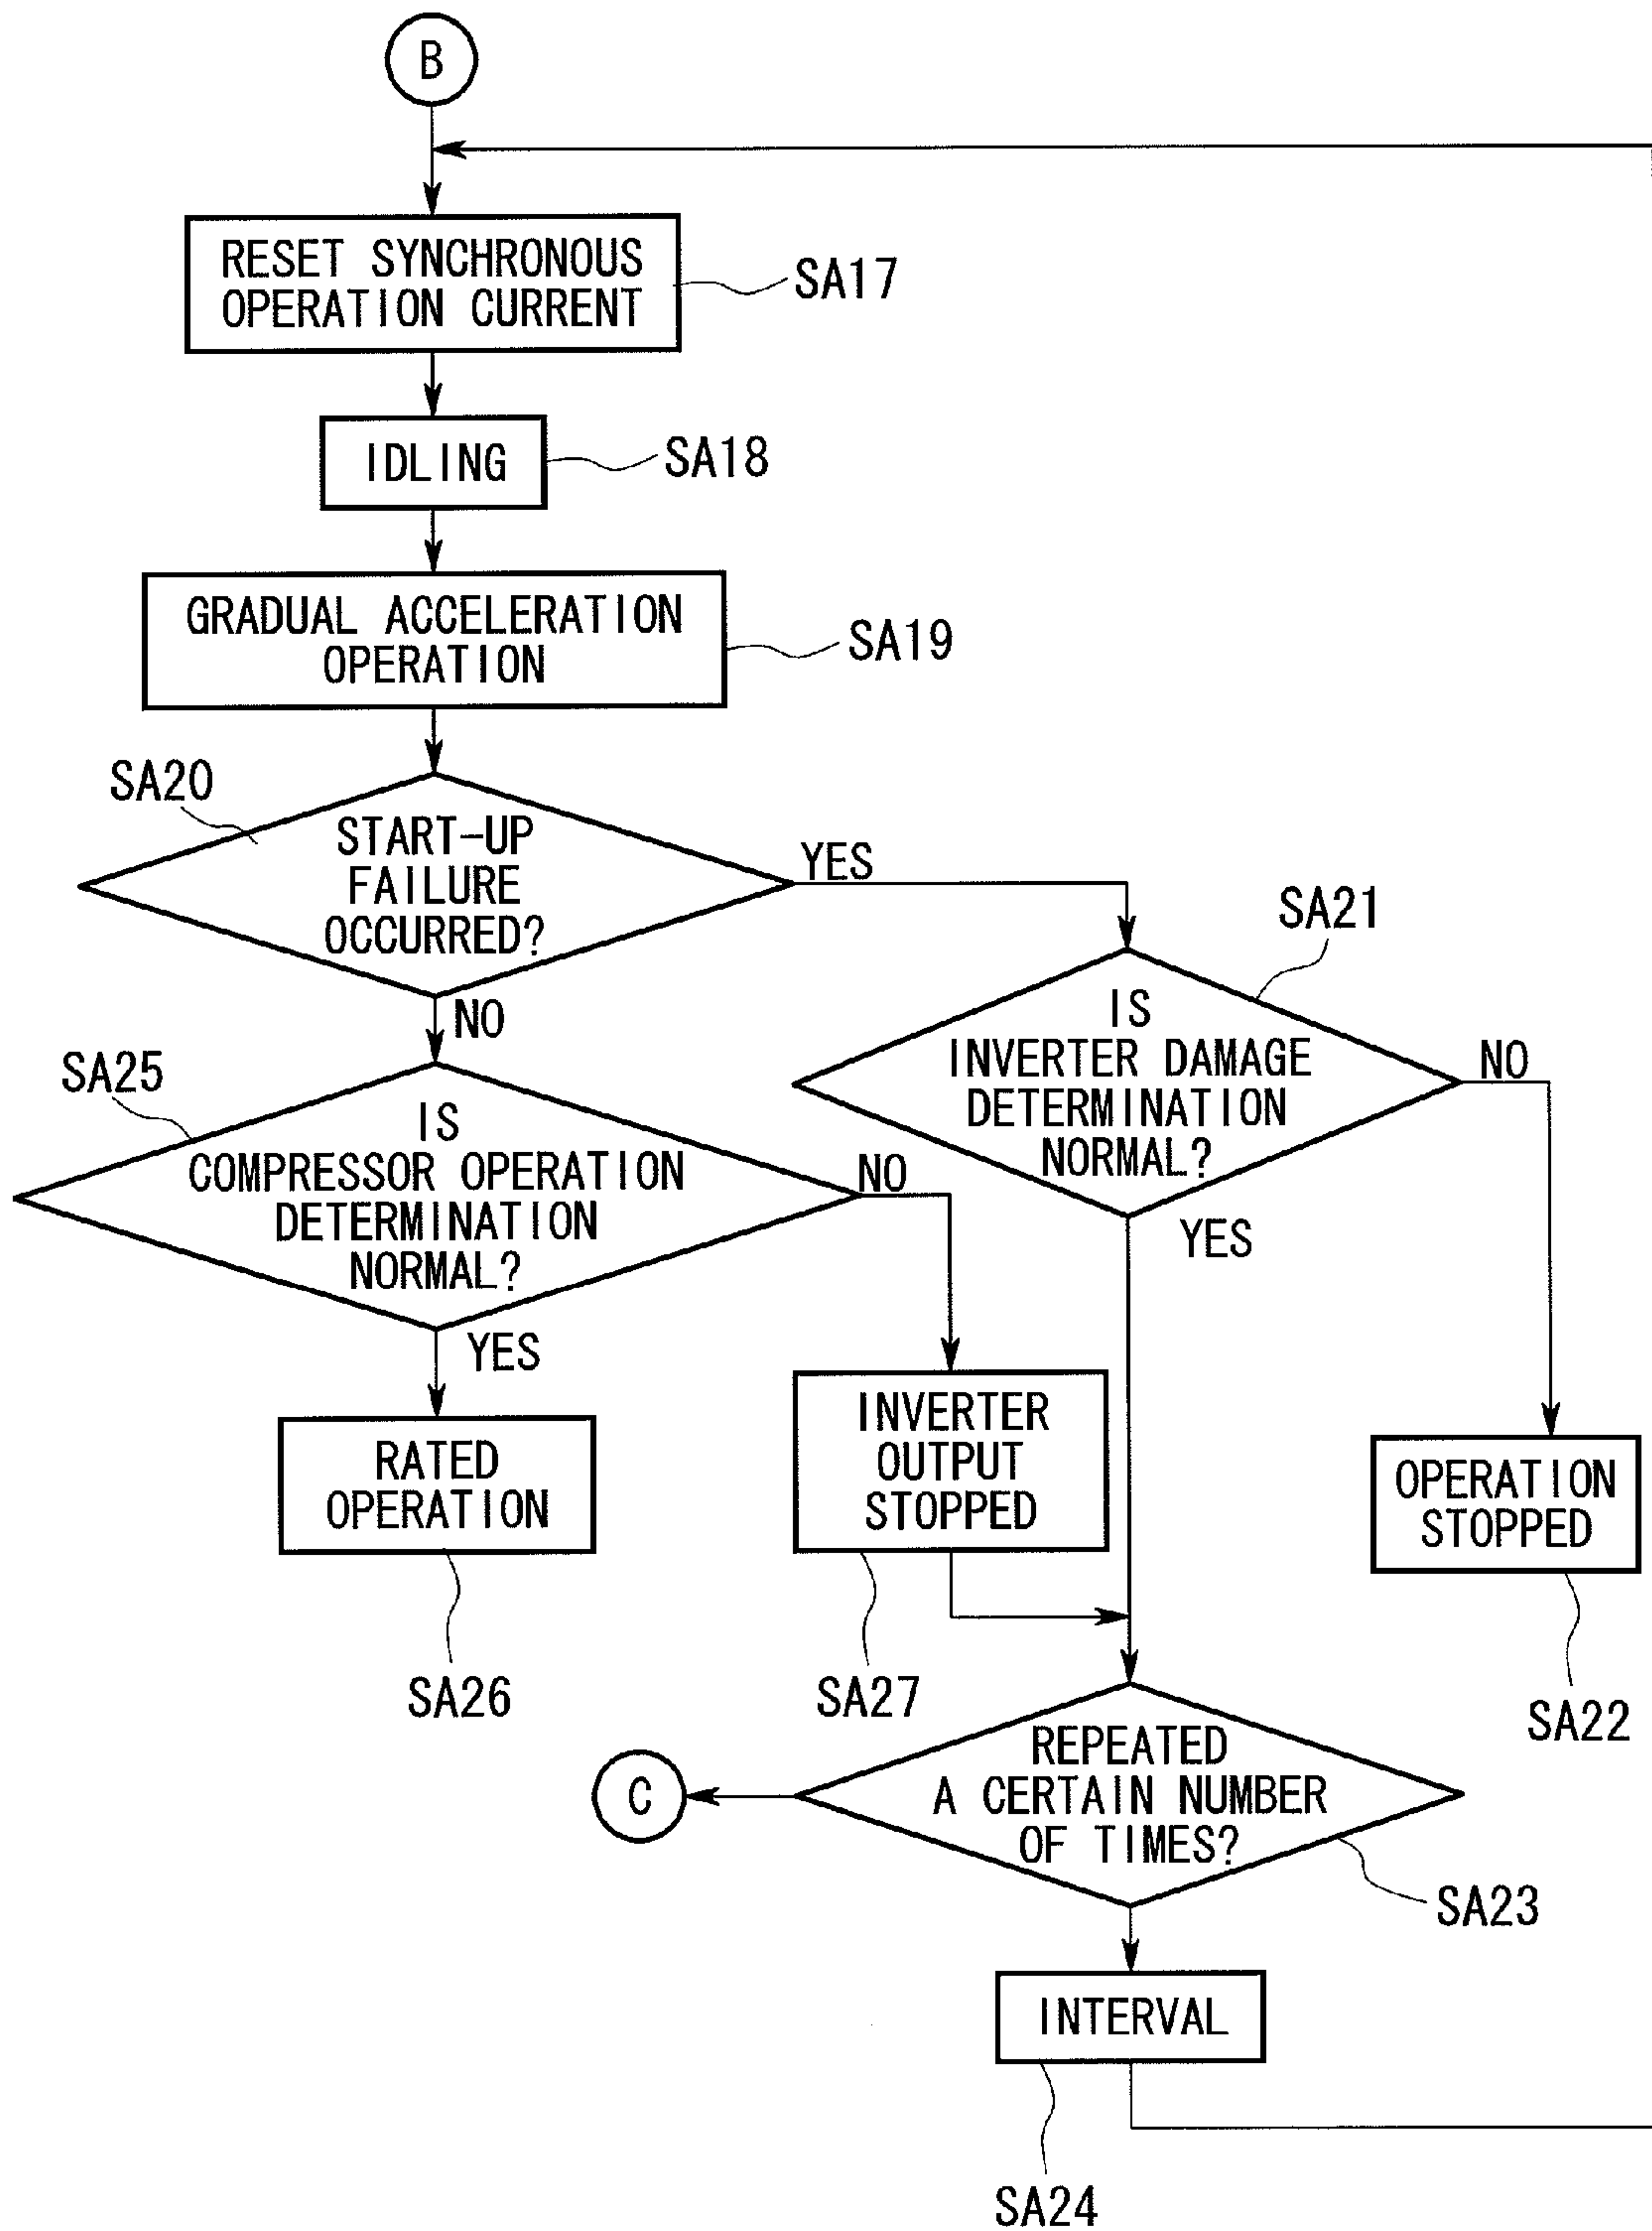 B
RESET SYNCHRONOUS
OPERATION CURRENT
SA17
IDLING
SA18
GRADUAL ACCELERATION
OPERATION
SA19
SA20
START-UP
FAILURE
OCCURRED?
YES
NO
SA21
IS
INVERTER DAMAGE
DETERMINATION
NORMAL?
NO
YES
SA25
IS
COMPRESSOR OPERATION
DETERMINATION
NORMAL?
NO
YES
RATED
OPERATION
SA26
INVERTER
OUTPUT
STOPPED
SA27
OPERATION
STOPPED
SA22
C
REPEATED
A CERTAIN NUMBER
OF TIMES?
SA23
INTERVAL
SA24